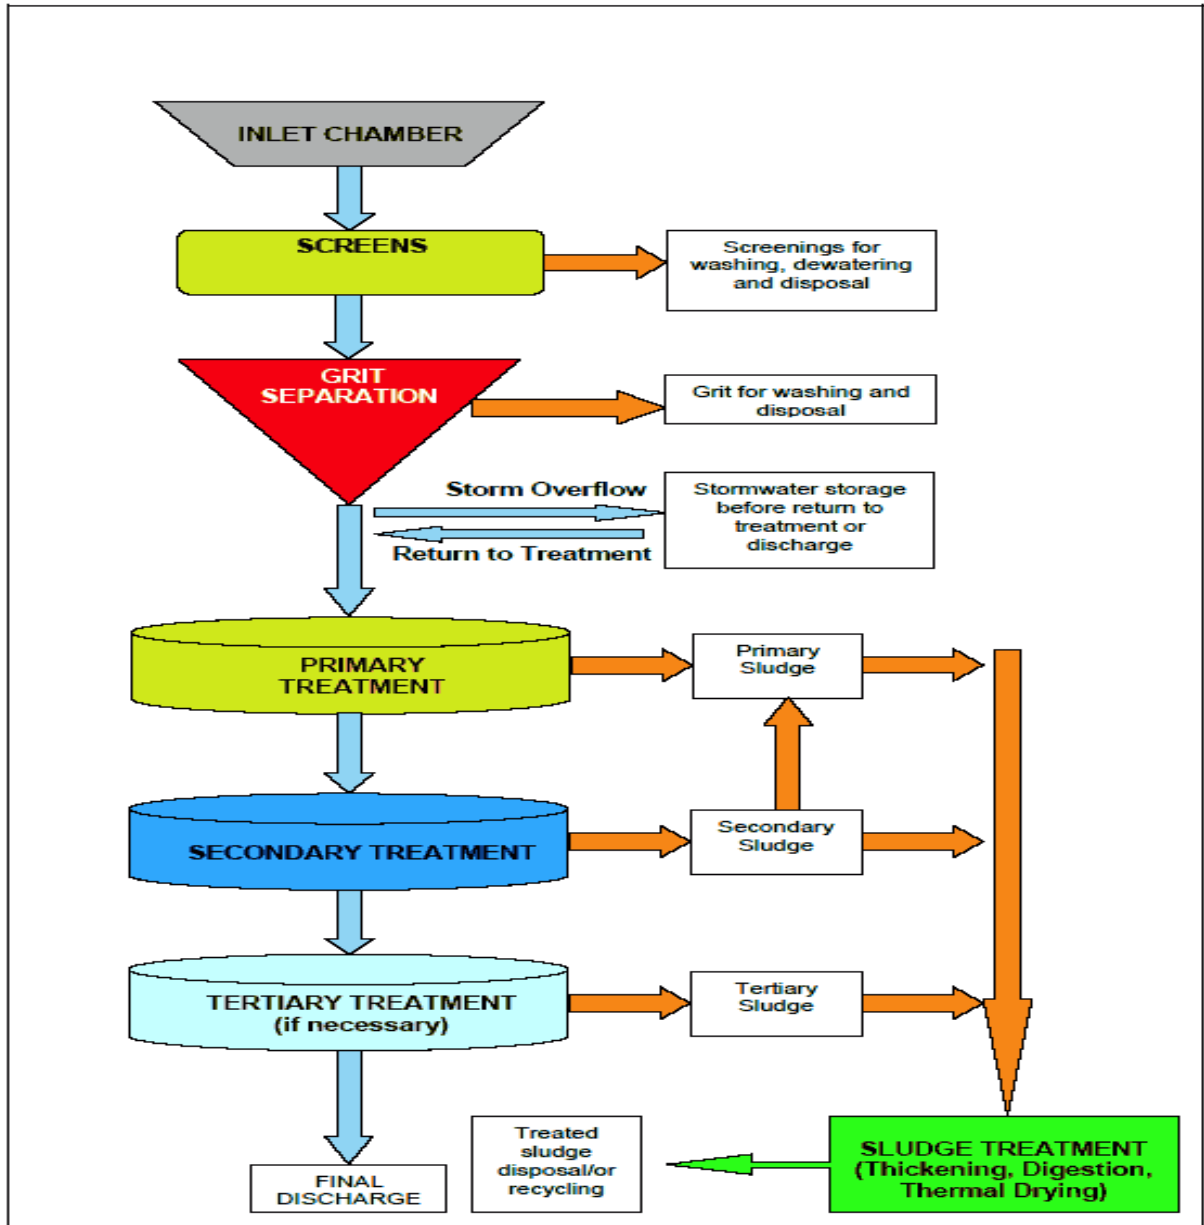 INLET CHAMBER
SCREENS
Screenings for
washing, dewatering
and disposal
GRIT
SEPARATION
Grit for washing and
disposal
Storm Overflow
Return to Treatment
Stormwater storage
before return to
treatment or
discharge
PRIMARY
TREATMENT
Primary
Sludge
SECONDARY TREATMENT
Secondary
Sludge
TERTIARY TREATMENT
(if necessary)
Tertiary
Sludge
FINAL
DISCHARGE
Treated
sludge
disposal/or
recycling
SLUDGE TREATMENT
(Thickening, Digestion,
Thermal Drying)